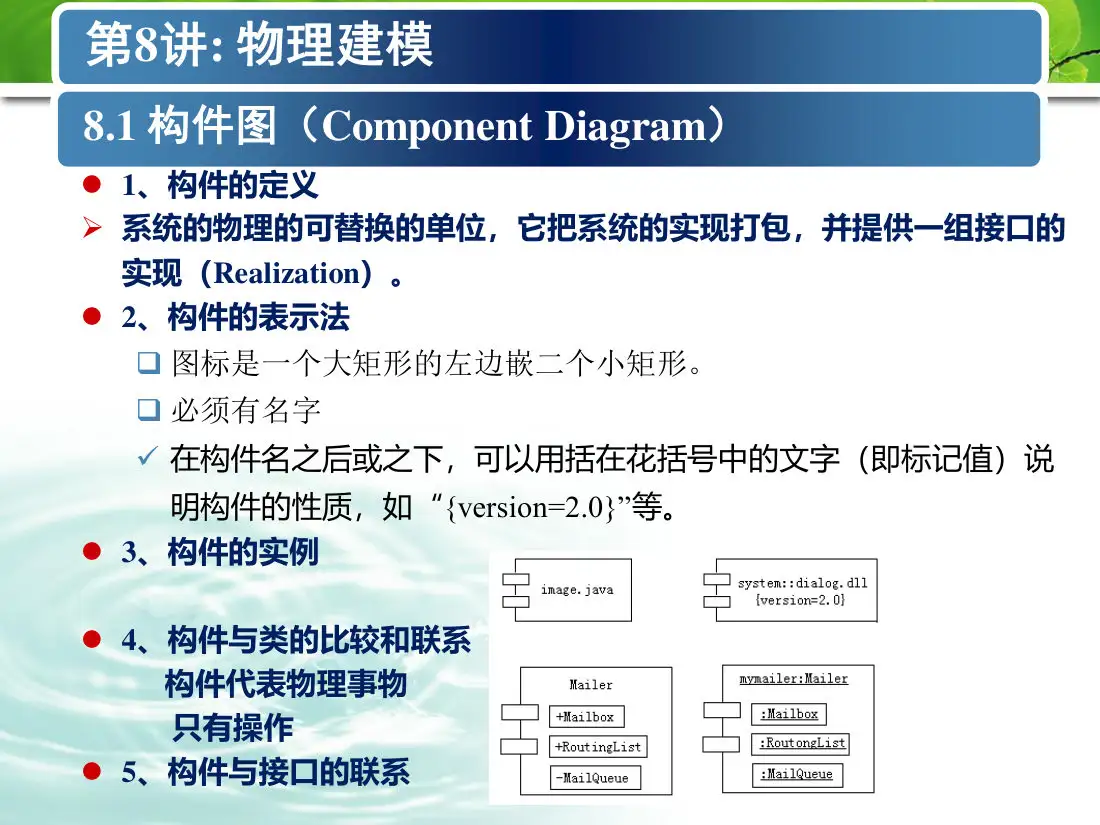 第8讲: 物理建模
8.1 构件图（Component Diagram）
1、构件的定义
系统的物理的可替换的单位，它把系统的实现打包，并提供一组接口的
实现（Realization）。
2、构件的表示法
图标是一个大矩形的左边嵌二个小矩形。
必须有名字
在构件名之后或之下，可以用括在花括号中的文字（即标记值）说
明构件的性质，如“{version=2.0}”等。
3、构件的实例
image.java
system::dialog.dll
{version=2.0}
4、构件与类的比较和联系
构件代表物理事物
只有操作
5、构件与接口的联系
Mailer
+Mailbox
+RoutingList
-MailQueue
mymailer:Mailer
:Mailbox
:RoutongList
:MailQueue